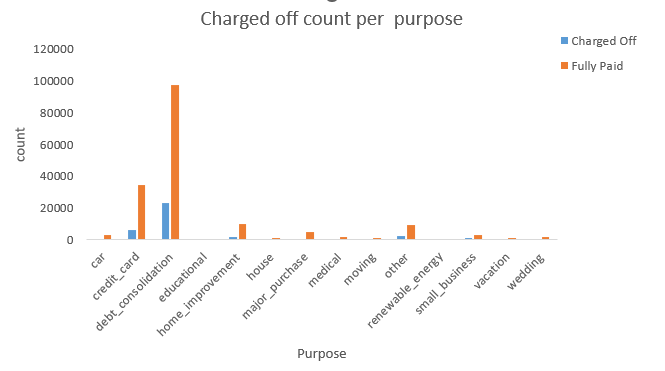 Charged off count per purpose
Charged Off
Fully Paid
120000
100000
80000
60000
40000
20000
0
count
car
credit_card
debt_consolidation
educational
home_improvement
house
major_purchase
medical
moving
other
renewable_energy
small_business
vacation
wedding
Purpose